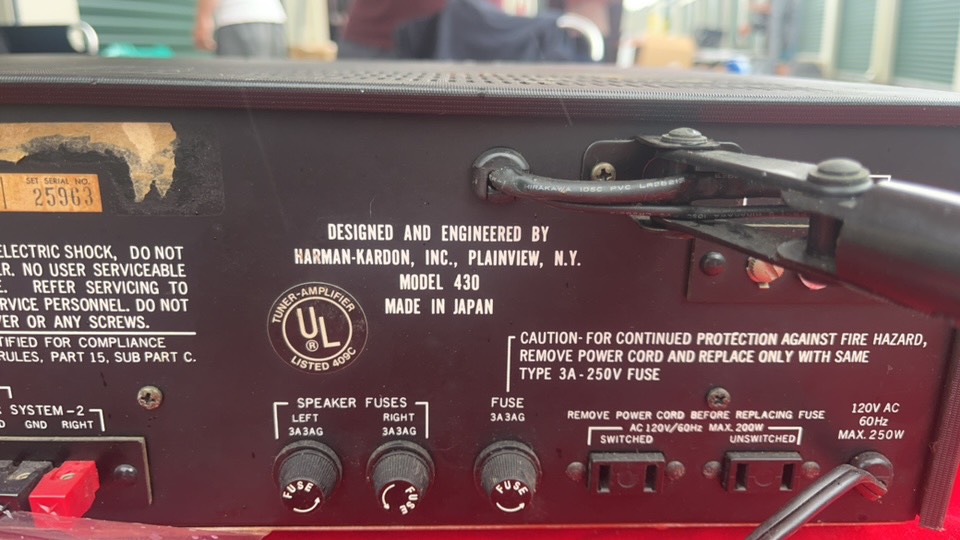 SET SERIAL NO.
25963
ELECTRIC SHOCK, DO NOT
R. NO USER SERVICEABLE
E. REFER SERVICING TO
RVICE PERSONNEL. DO NOT
VER OR ANY SCREWS.
TIFIED FOR COMPLIANCE
RULES, PART 15, SUB PART C.
SYSTEM-2
GND RIGHT
DESIGNED AND ENGINEERED BY
HARMAN-KARDON, INC., PLAINVIEW, N.Y.
MODEL 430
MADE IN JAPAN
TUNER-AMPLIFIER
UL
®
LISTED 409C
HIRAKAWA IDSC PVC
CAUTION- FOR CONTINUED PROTECTION AGAINST FIRE HAZARD,
REMOVE POWER CORD AND REPLACE ONLY WITH SAME
TYPE 3A-250V FUSE
SPEAKER FUSES
LEFT RIGHT
3A3AG 3A3AG
FUSE
3A3AG
FUSE
FUSE
FUSE
REMOVE POWER CORD BEFORE REPLACING FUSE
AC120V/60Hz MAX.200W
SWITCHED UNSWITCHED
120V AC
60Hz
MAX.250W